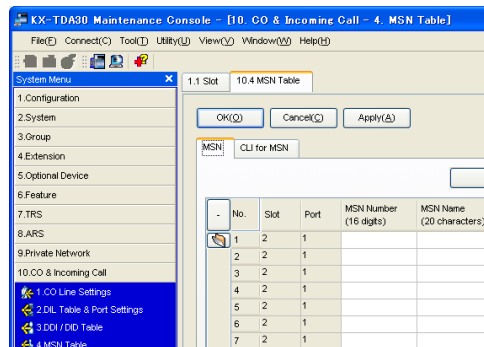 KX-TDA30 Maintenance Console - [10. CO & Incoming Call - 4. MSN Table]
File(F) Connect(C) Tool(T) Utility(U) View(V) Window(W) Help(H)
System Menu X
1.1 Slot 10.4 MSN Table
1.Configuration
2.System
3.Group
4.Extension
5.Optional Device
6.Feature
7.TRS
8.ARS
9.Private Network
10.CO & Incoming Call
1.CO Line Settings
2.DIL Table & Port Settings
3.DDI / DID Table
4.MSN Table
OK(O) Cancel(C) Apply(A)
MSN CLI for MSN
- No. Slot Port MSN Number (16 digits) MSN Name (20 characters)
1 2 1
2 2 1
3 2 1
4 2 1
5 2 1
6 2 1
7 2 1